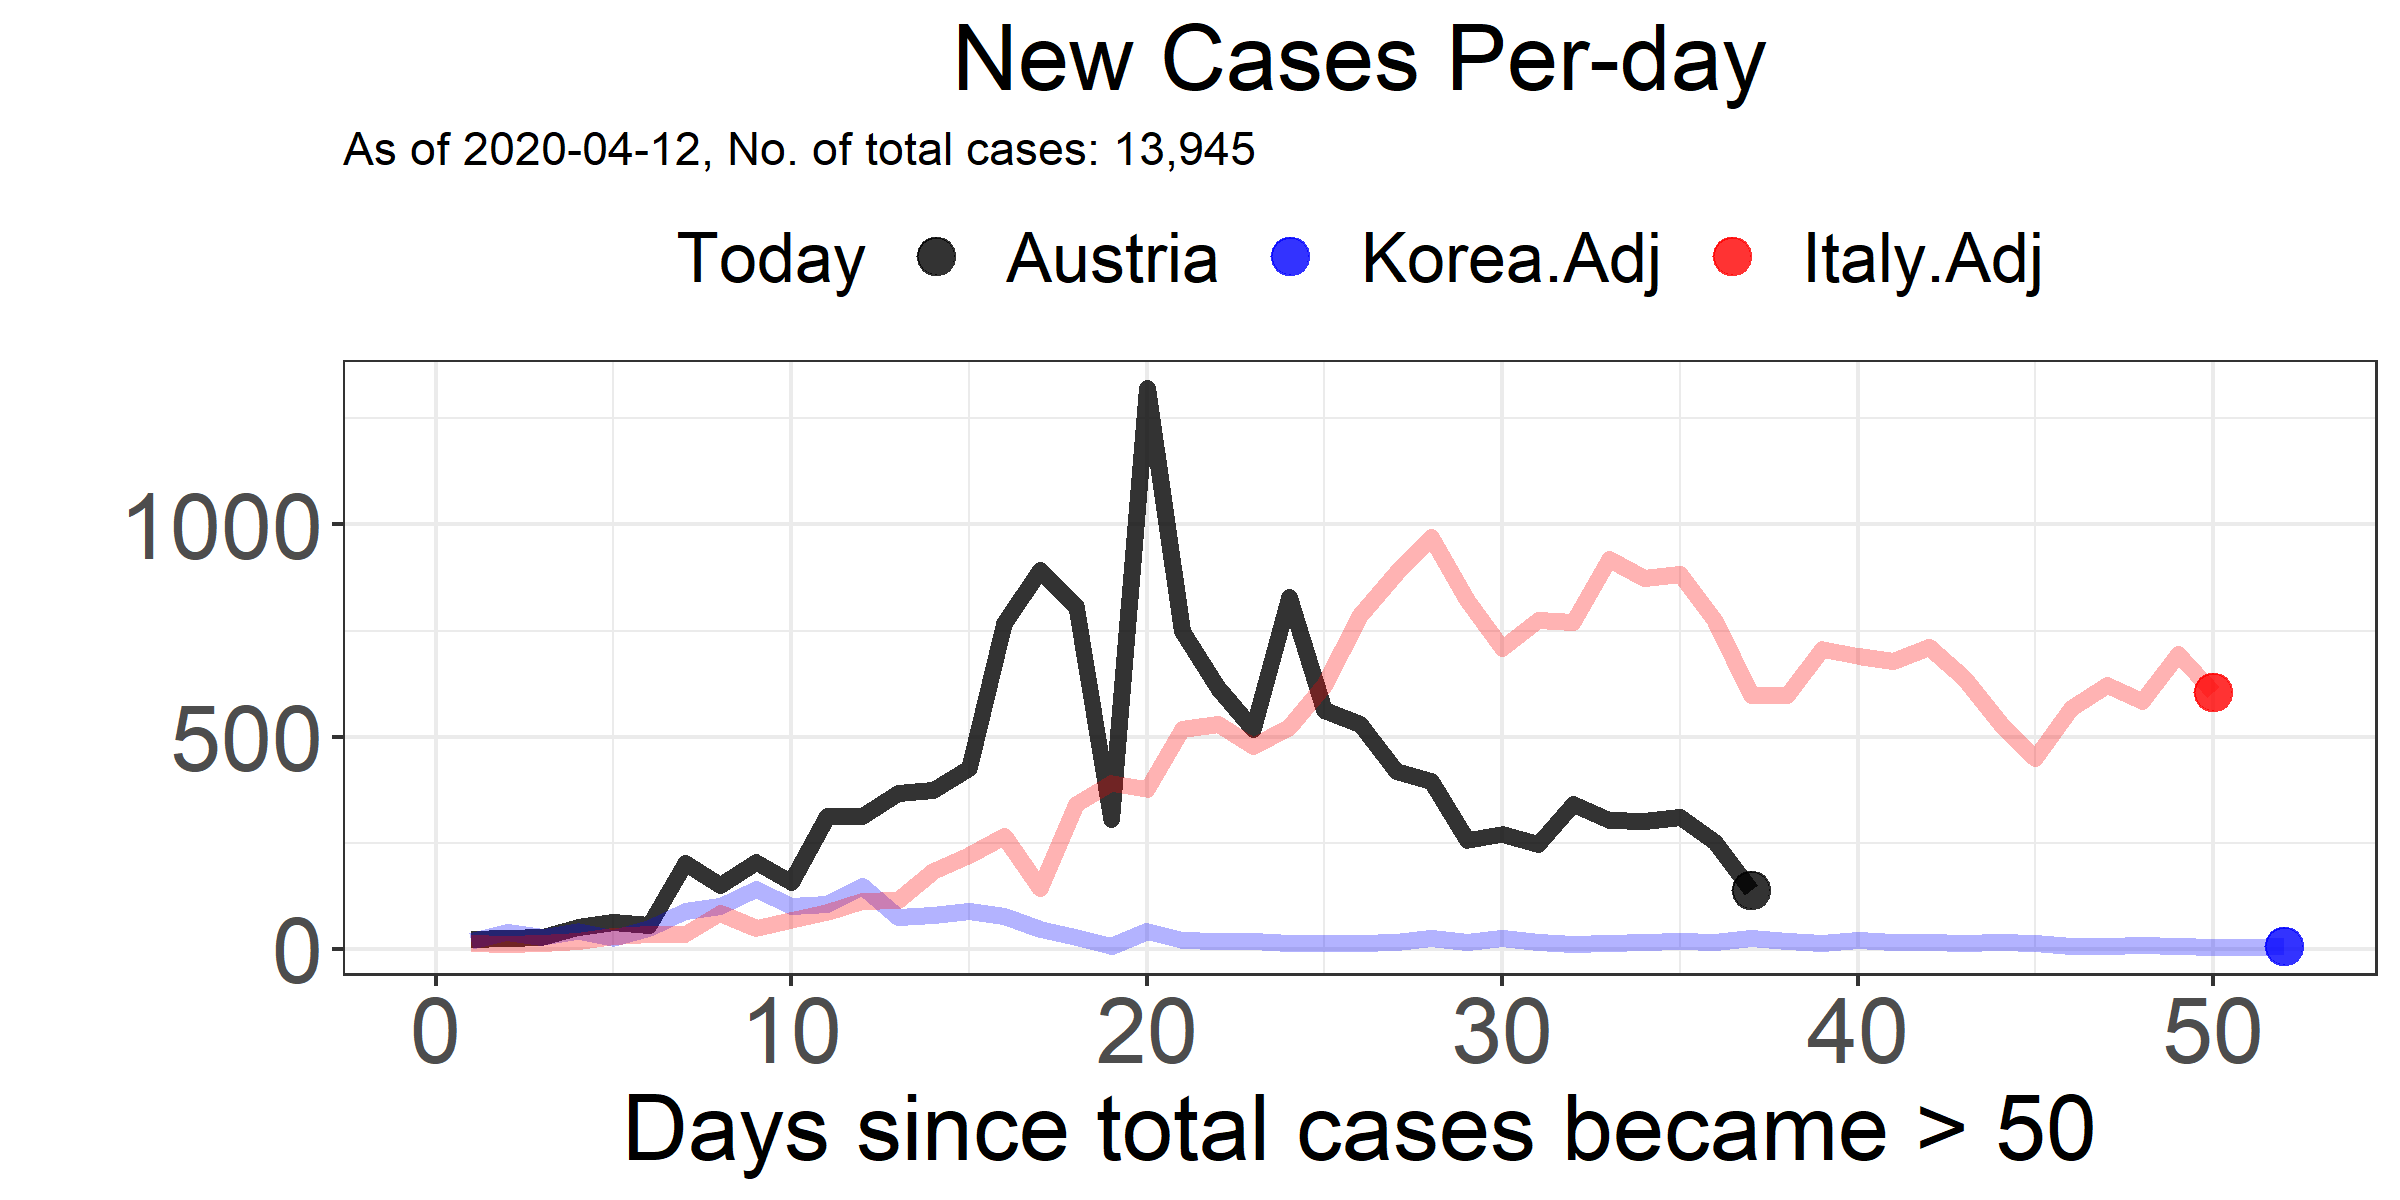 New Cases Per-day
As of 2020-04-12, No. of total cases: 13,945
Today Austria Korea.Adj Italy.Adj
1000
500
0
0 10 20 30 40 50
Days since total cases became > 50